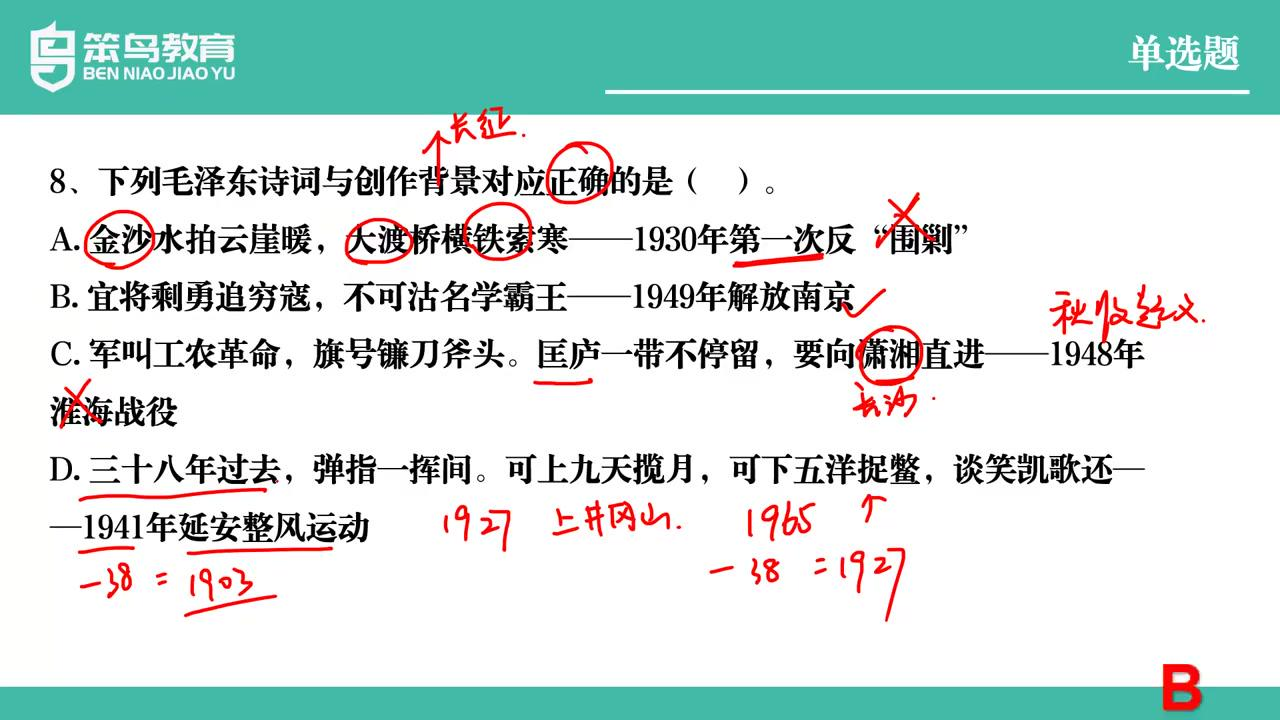 笨鸟教育
BEN NIAO JIAO YU
单选题
长征.
8、下列毛泽东诗词与创作背景对应正确的是（　）。
A. 金沙水拍云崖暖，大渡桥横铁索寒——1930年第一次反“围剿”
B. 宜将剩勇追穷寇，不可沽名学霸王——1949年解放南京
秋收起义.
C. 军叫工农革命，旗号镰刀斧头。匡庐一带不停留，要向潇湘直进——1948年
长沙.
淮海战役
D. 三十八年过去，弹指一挥间。可上九天揽月，可下五洋捉鳖，谈笑凯歌还—
—1941年延安整风运动
1927 上井冈山. 1965
-38 = 1903
-38 = 1927
B